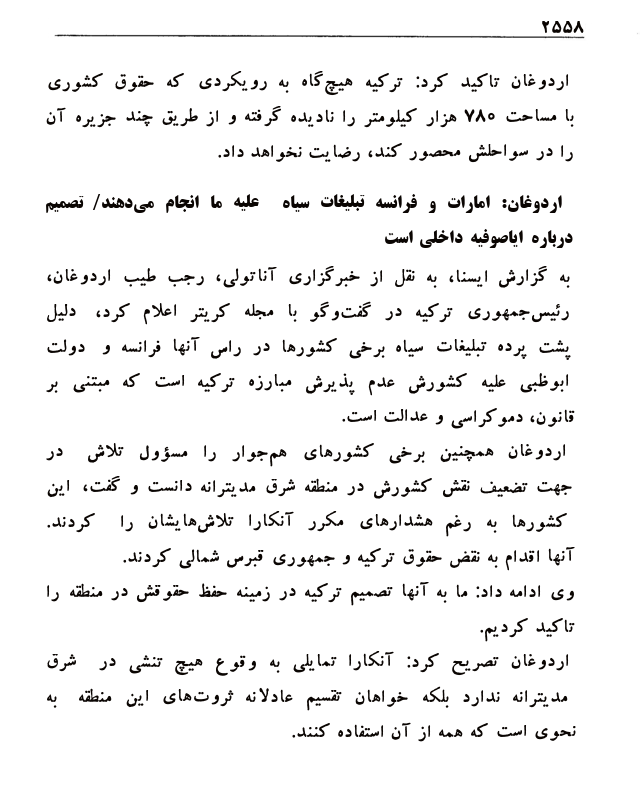 ۲۵۵۸
اردوغان تاکید کرد: ترکیه هیچ‌گاه به رویکردی که حقوق کشوری
با مساحت ۷۸۰ هزار کیلومتر را نادیده گرفته و از طریق چند جزیره آن
را در سواحلش محصور کند، رضایت نخواهد داد.
اردوغان: امارات و فرانسه تبلیغات سیاه علیه ما انجام می‌دهند/ تصمیم
درباره ایاصوفیه داخلی است
به گزارش ایسنا، به نقل از خبرگزاری آناتولی، رجب طیب اردوغان،
رئیس‌جمهوری ترکیه در گفت‌وگو با مجله کریتر اعلام کرد، دلیل
پشت پرده تبلیغات سیاه برخی کشورها در راس آنها فرانسه و دولت
ابوظبی علیه کشورش عدم پذیرش مبارزه ترکیه است که مبتنی بر
قانون، دموکراسی و عدالت است.
اردوغان همچنین برخی کشورهای هم‌جوار را مسؤول تلاش در
جهت تضعیف نقش کشورش در منطقه شرق مدیترانه دانست و گفت، این
کشورها به رغم هشدارهای مکرر آنکارا تلاش‌هایشان را کردند.
آنها اقدام به نقض حقوق ترکیه و جمهوری قبرس شمالی کردند.
وی ادامه داد: ما به آنها تصمیم ترکیه در زمینه حفظ حقوقش در منطقه را
تاکید کردیم.
اردوغان تصریح کرد: آنکارا تمایلی به وقوع هیچ تنشی در شرق
مدیترانه ندارد بلکه خواهان تقسیم عادلانه ثروت‌های این منطقه به
نحوی است که همه از آن استفاده کنند.